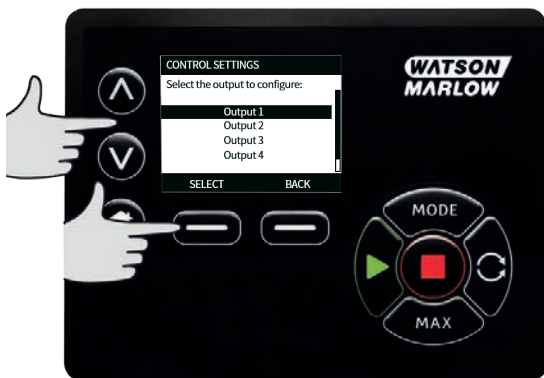 CONTROL SETTINGS
Select the output to configure:
Output 1
Output 2
Output 3
Output 4
SELECT BACK
WATSON
MARLOW
MODE
MAX